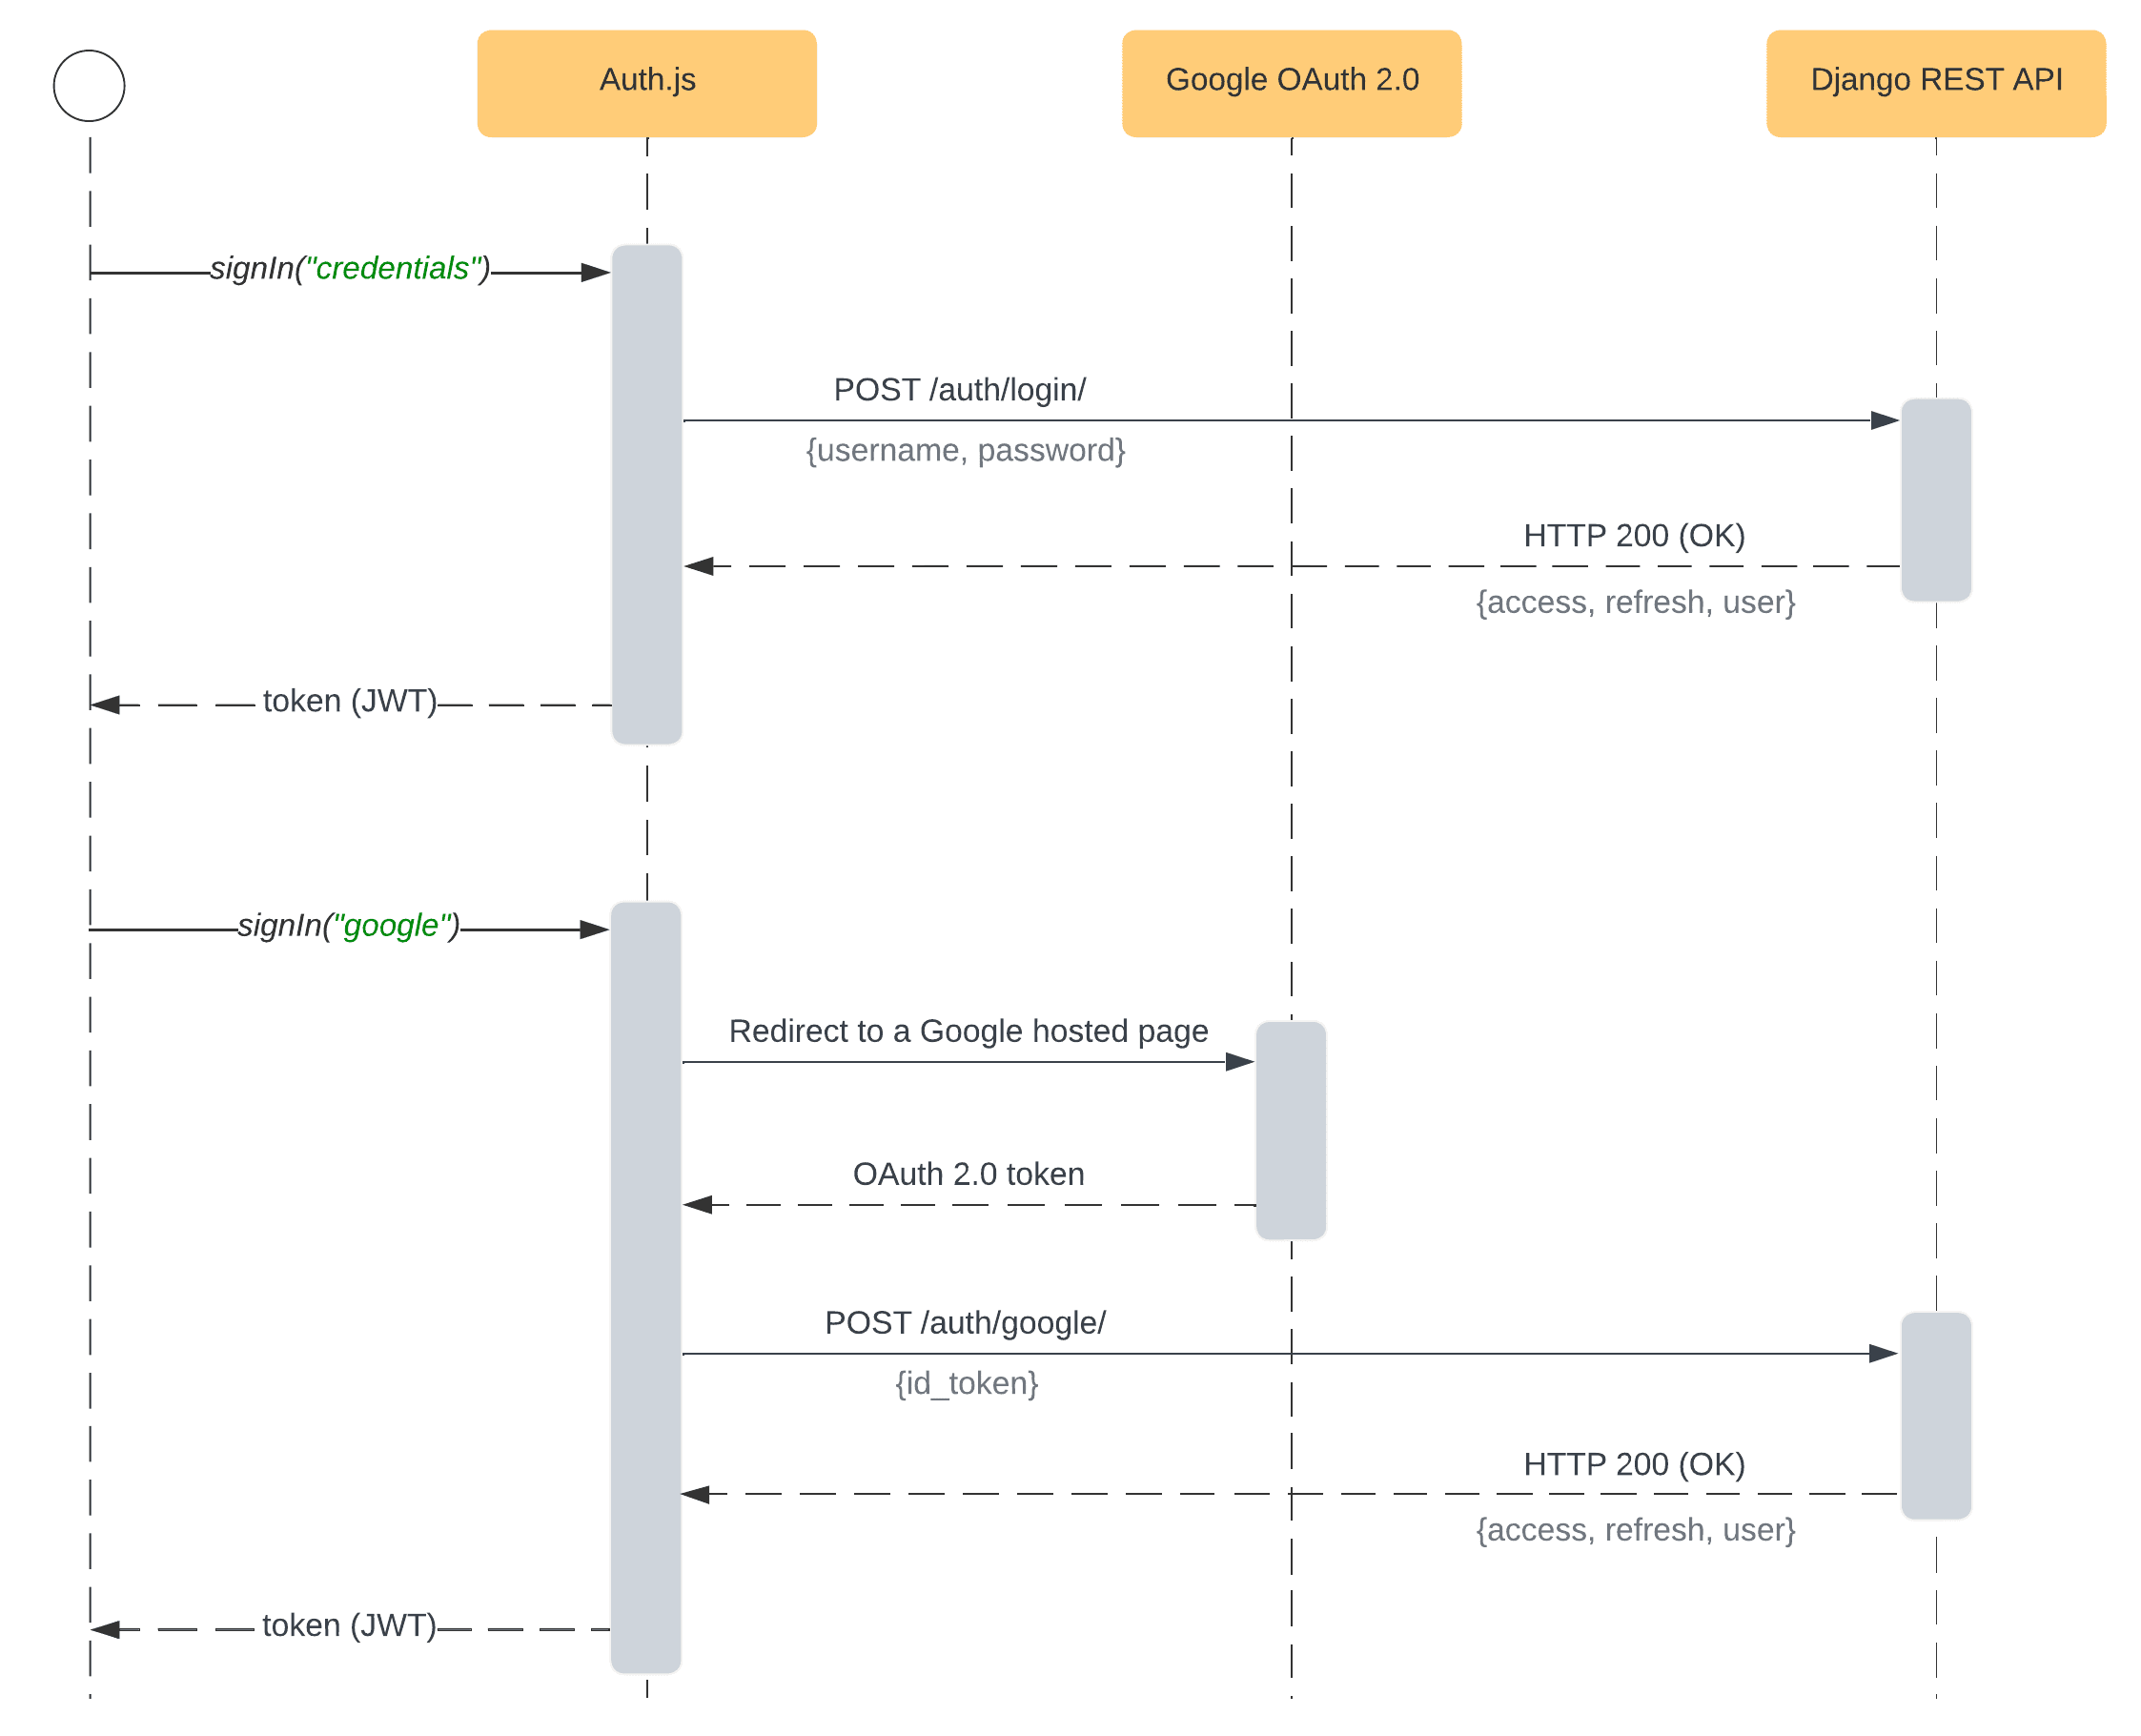 Auth.js
Google OAuth 2.0
Django REST API
signIn("credentials")
POST /auth/login/
{username, password}
HTTP 200 (OK)
{access, refresh, user}
token (JWT)
signIn("google")
Redirect to a Google hosted page
OAuth 2.0 token
POST /auth/google/
{id_token}
HTTP 200 (OK)
{access, refresh, user}
token (JWT)